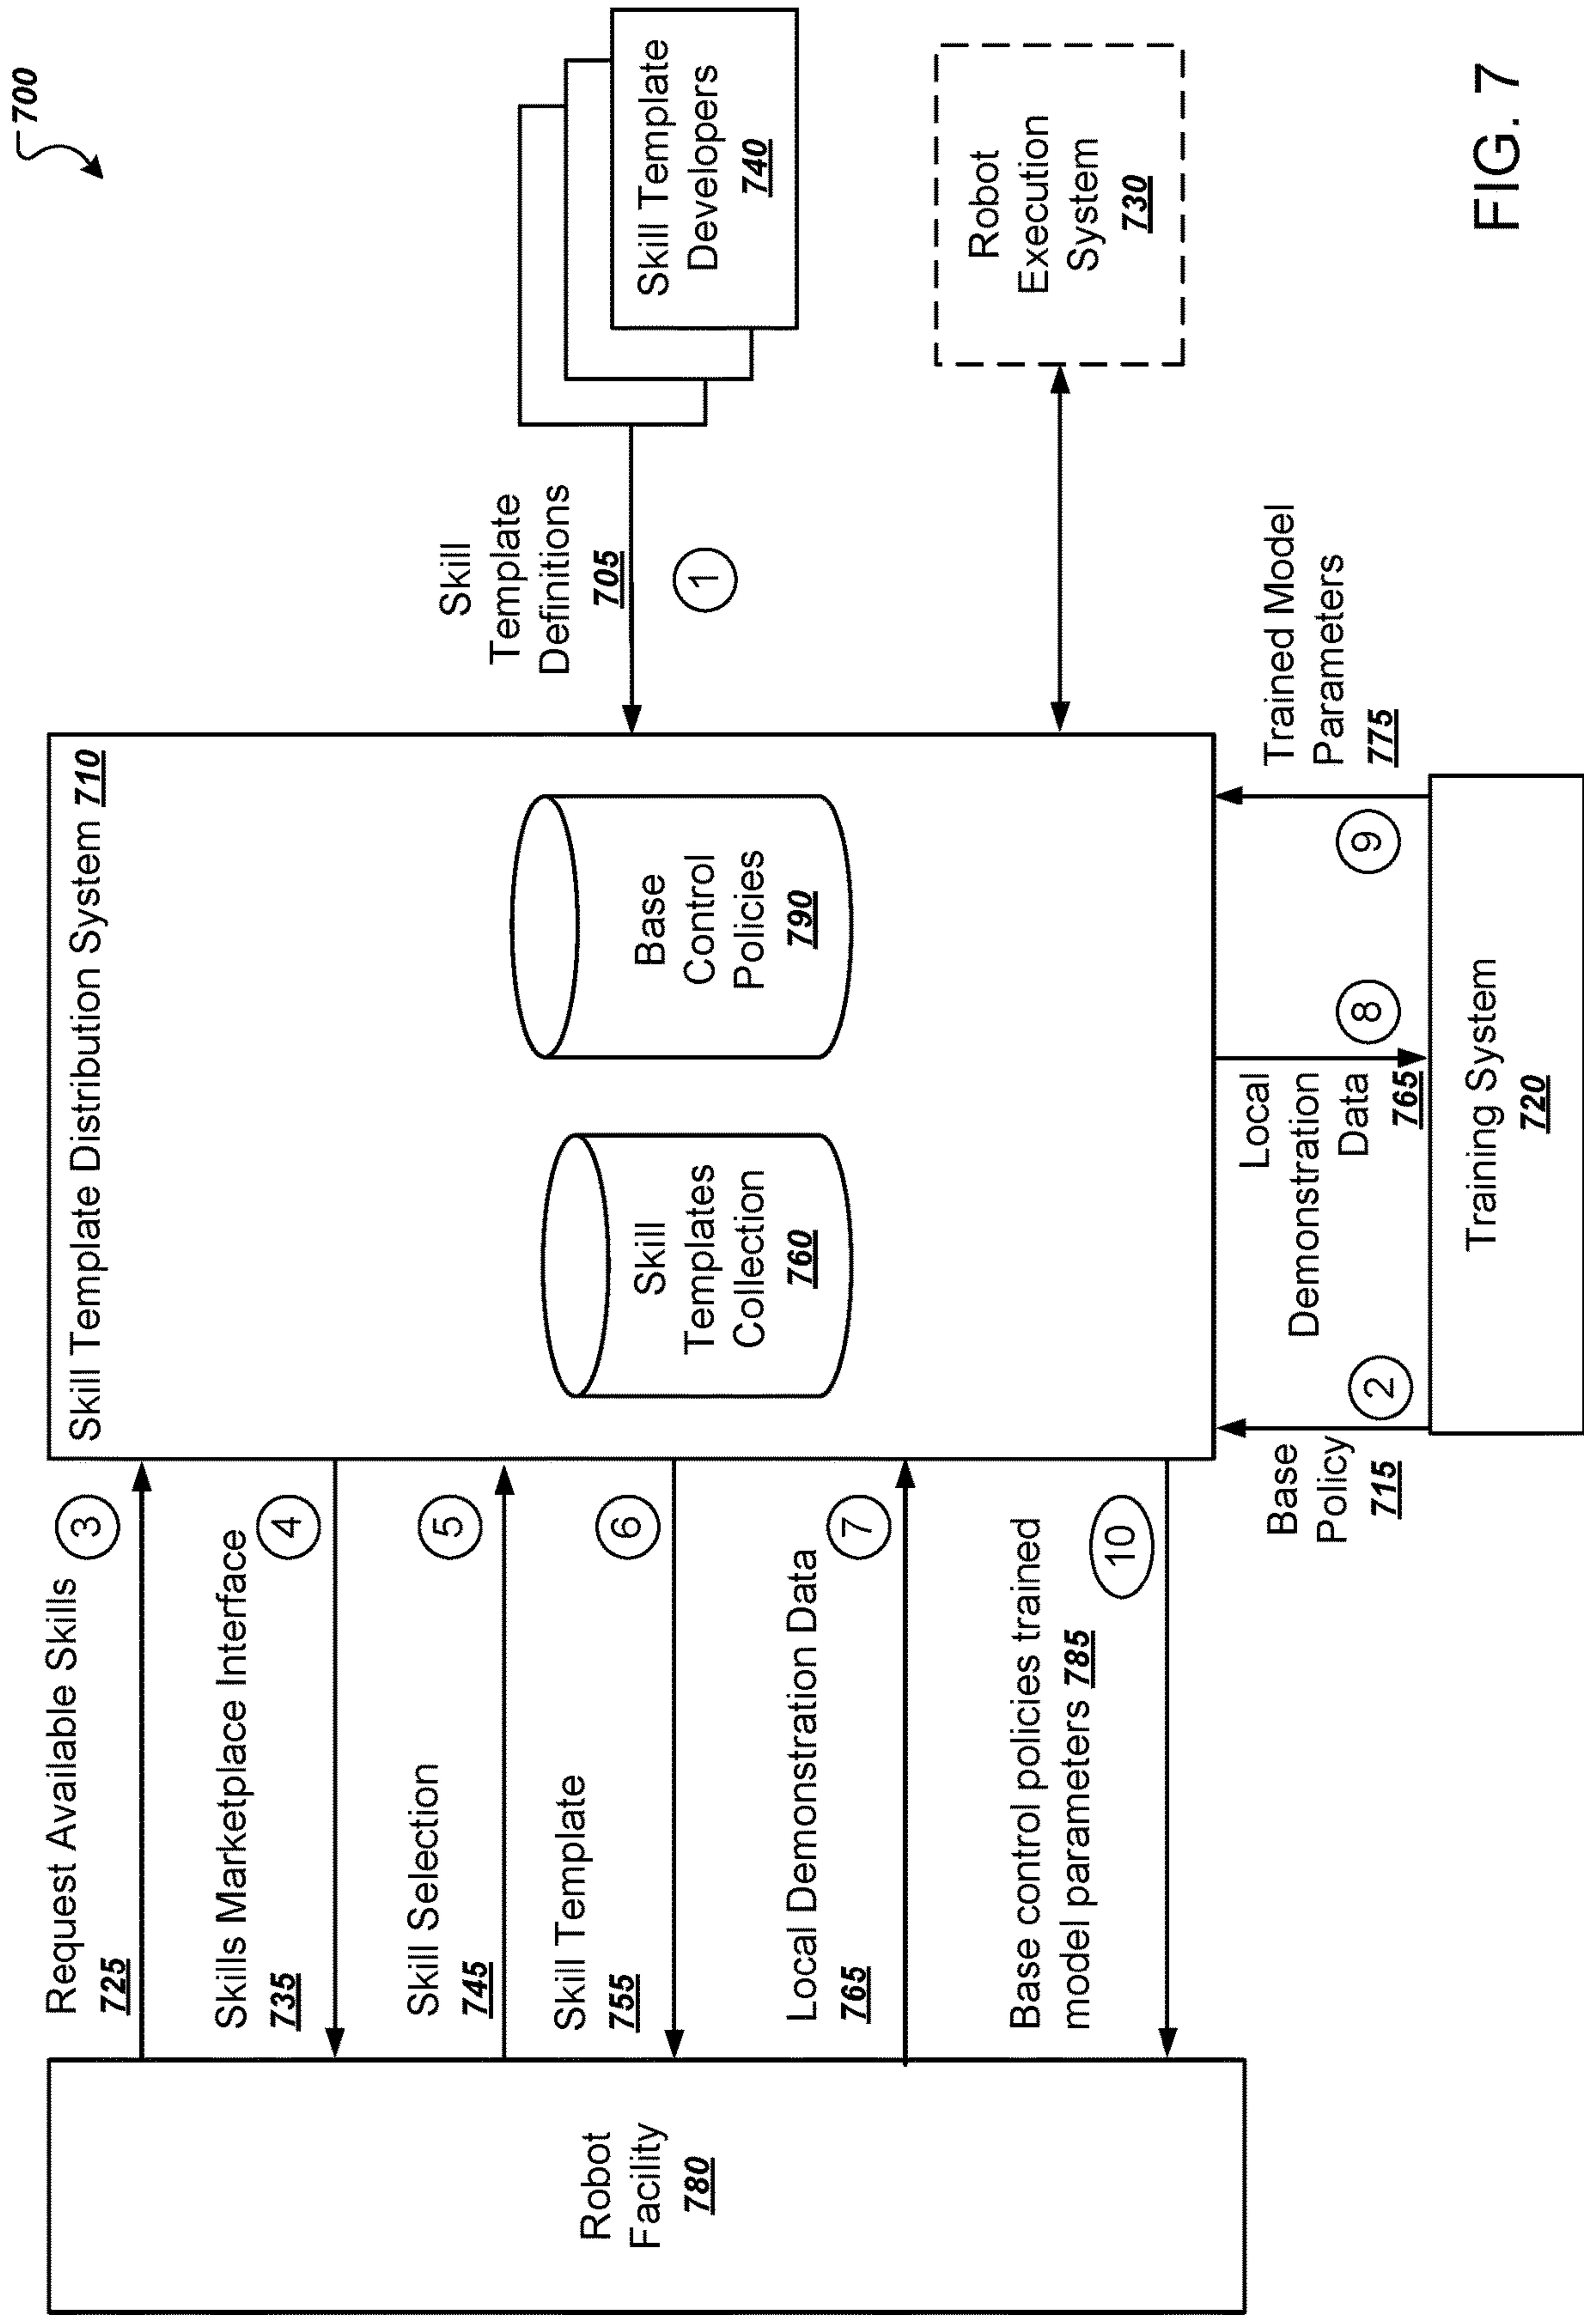 700
Request Available Skills
725
3
Skills Marketplace Interface
735
4
Skill Selection
745
5
Skill Template
755
6
Local Demonstration Data
765
7
Base control policies trained
model parameters 785
10
Robot
Facility
780
Skill Template Distribution System 710
Skill
Templates
Collection
760
Base
Control
Policies
790
Skill
Template
Definitions
705
1
Skill Template
Developers
740
Robot
Execution
System
730
Base
Policy
715
2
Local
Demonstration
Data
765
8
9
Trained Model
Parameters
775
Training System
720
FIG. 7